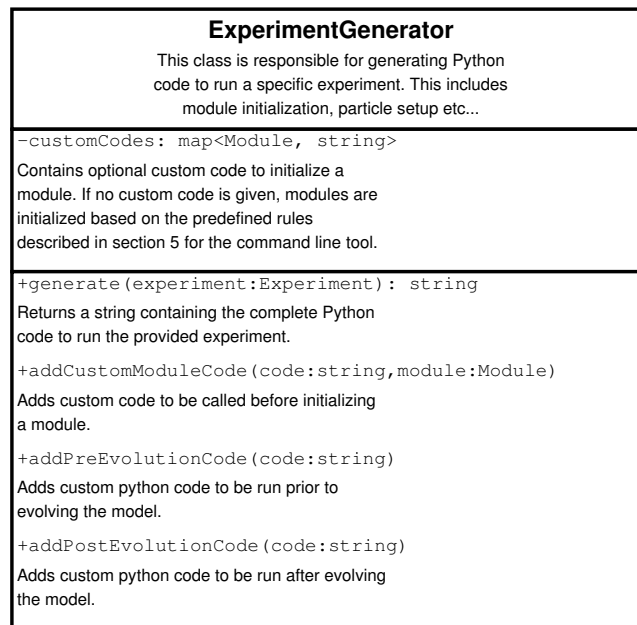 ExperimentGenerator
This class is responsible for generating Python
code to run a specific experiment. This includes
module initialization, particle setup etc...
-customCodes: map<Module, string>
Contains optional custom code to initialize a
module. If no custom code is given, modules are
initialized based on the predefined rules
described in section 5 for the command line tool.
+generate(experiment:Experiment): string
Returns a string containing the complete Python
code to run the provided experiment.
+addCustomModuleCode(code:string,module:Module)
Adds custom code to be called before initializing
a module.
+addPreEvolutionCode(code:string)
Adds custom python code to be run prior to
evolving the model.
+addPostEvolutionCode(code:string)
Adds custom python code to be run after evolving
the model.